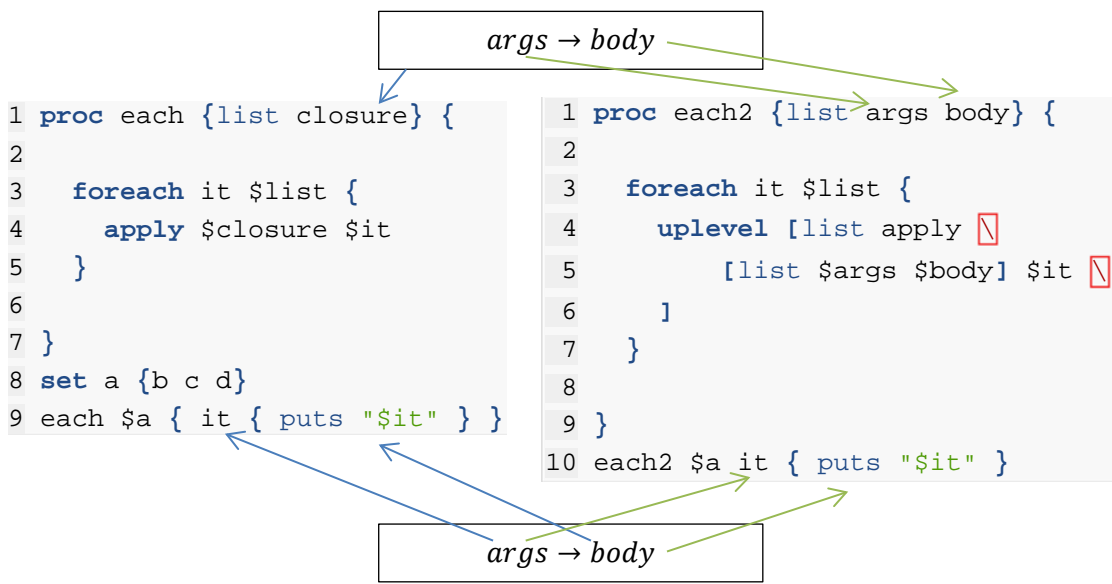 args → body
1 proc each {list closure} {
2
3   foreach it $list {
4     apply $closure $it
5   }
6
7 }
8 set a {b c d}
9 each $a { it { puts "$it" } }
1 proc each2 {list args body} {
2
3   foreach it $list {
4     uplevel [list apply \
5         [list $args $body] $it \
6     ]
7   }
8
9 }
10 each2 $a it { puts "$it" }
args → body